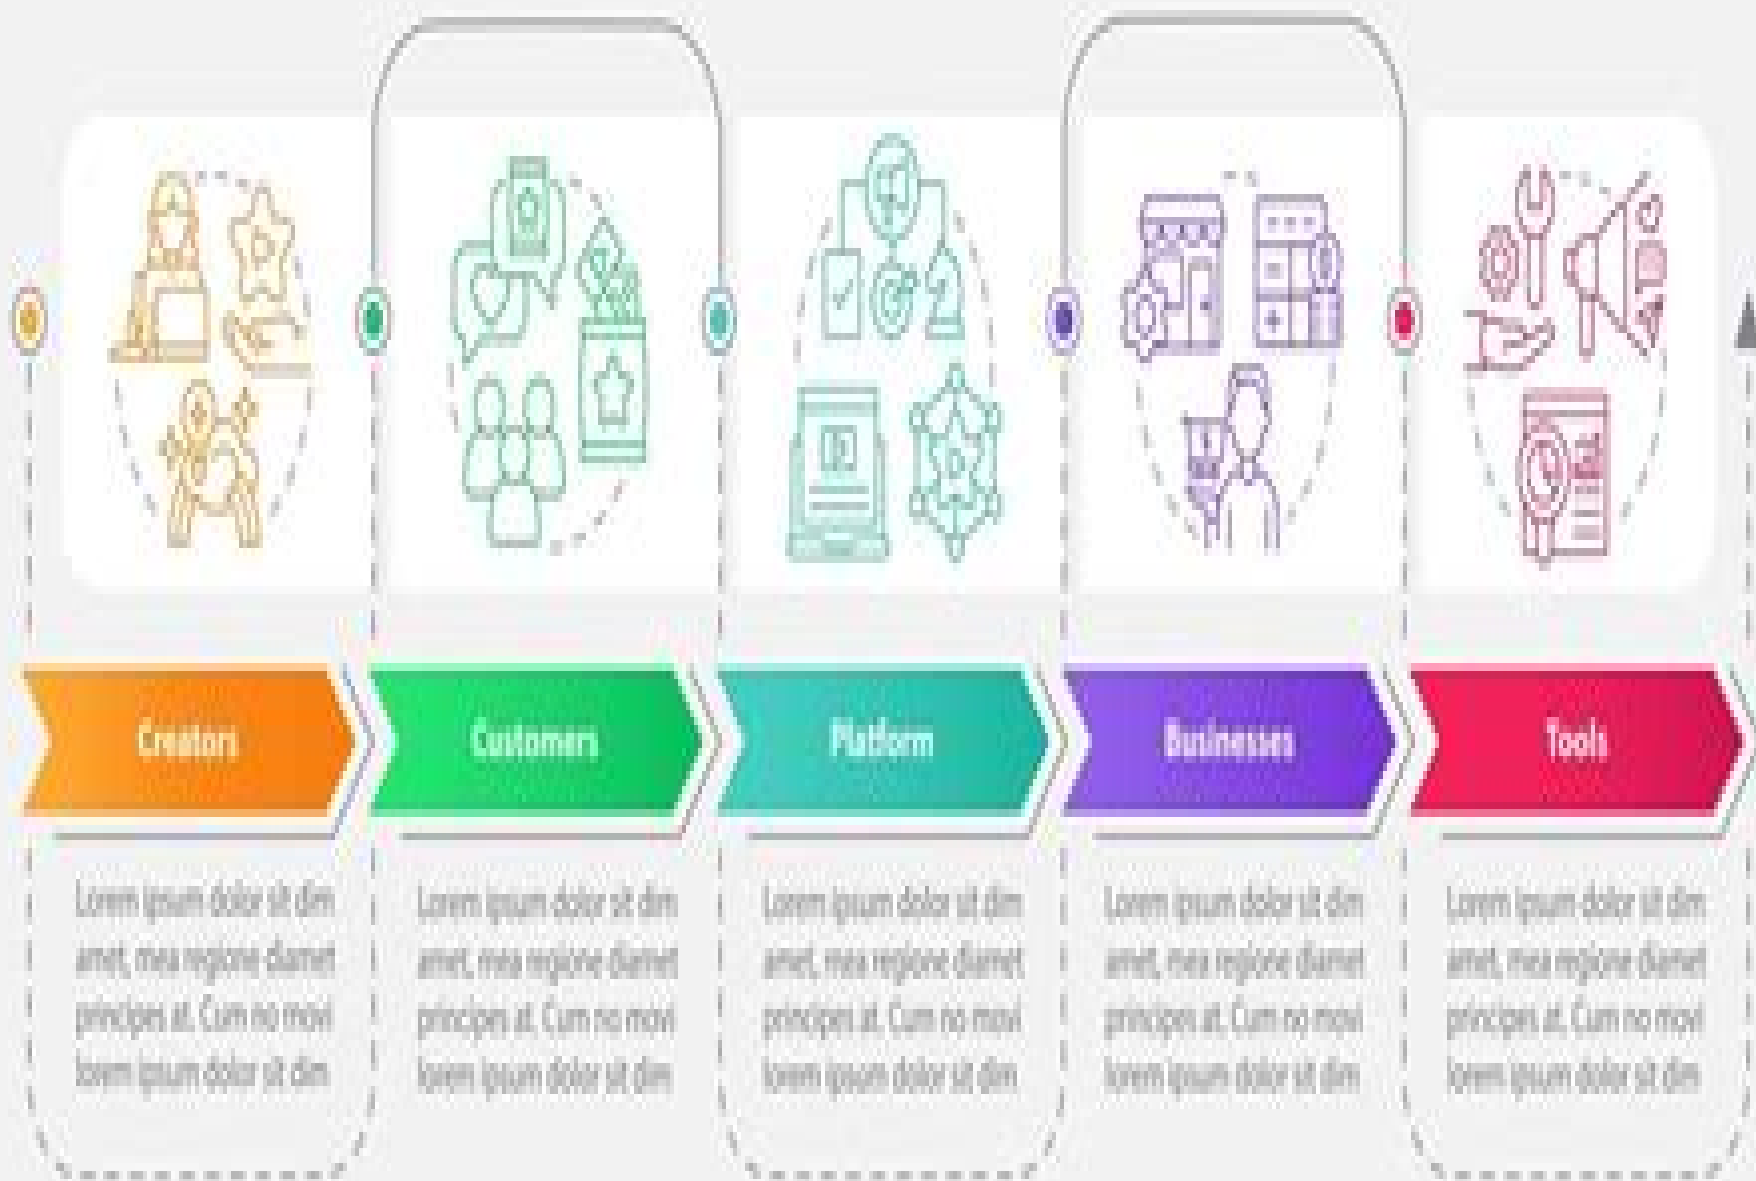 Creators
Customers
Platform
Businesses
Tools
Lorem ipsum dolor sit dim
amet, mea regione diamet
principes at. Cum no movi
lorem ipsum dolor sit dim
Lorem ipsum dolor sit dim
amet, mea regione diamet
principes at. Cum no movi
lorem ipsum dolor sit dim
Lorem ipsum dolor sit dim
amet, mea regione diamet
principes at. Cum no movi
lorem ipsum dolor sit dim
Lorem ipsum dolor sit dim
amet, mea regione diamet
principes at. Cum no movi
lorem ipsum dolor sit dim
Lorem ipsum dolor sit dim
amet, mea regione diamet
principes at. Cum no movi
lorem ipsum dolor sit dim